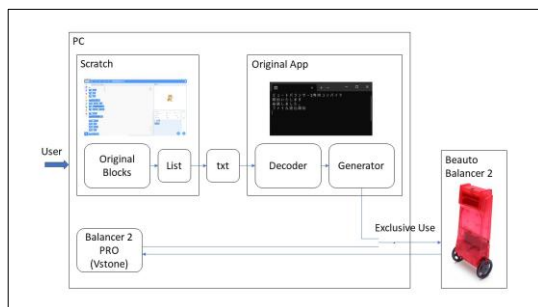 PC
Scratch
Original App
User
Original
Blocks
List
txt
Decoder
Generator
Beauto
Balancer 2
Exclusive Use
Balancer 2
PRO
(Vstone)